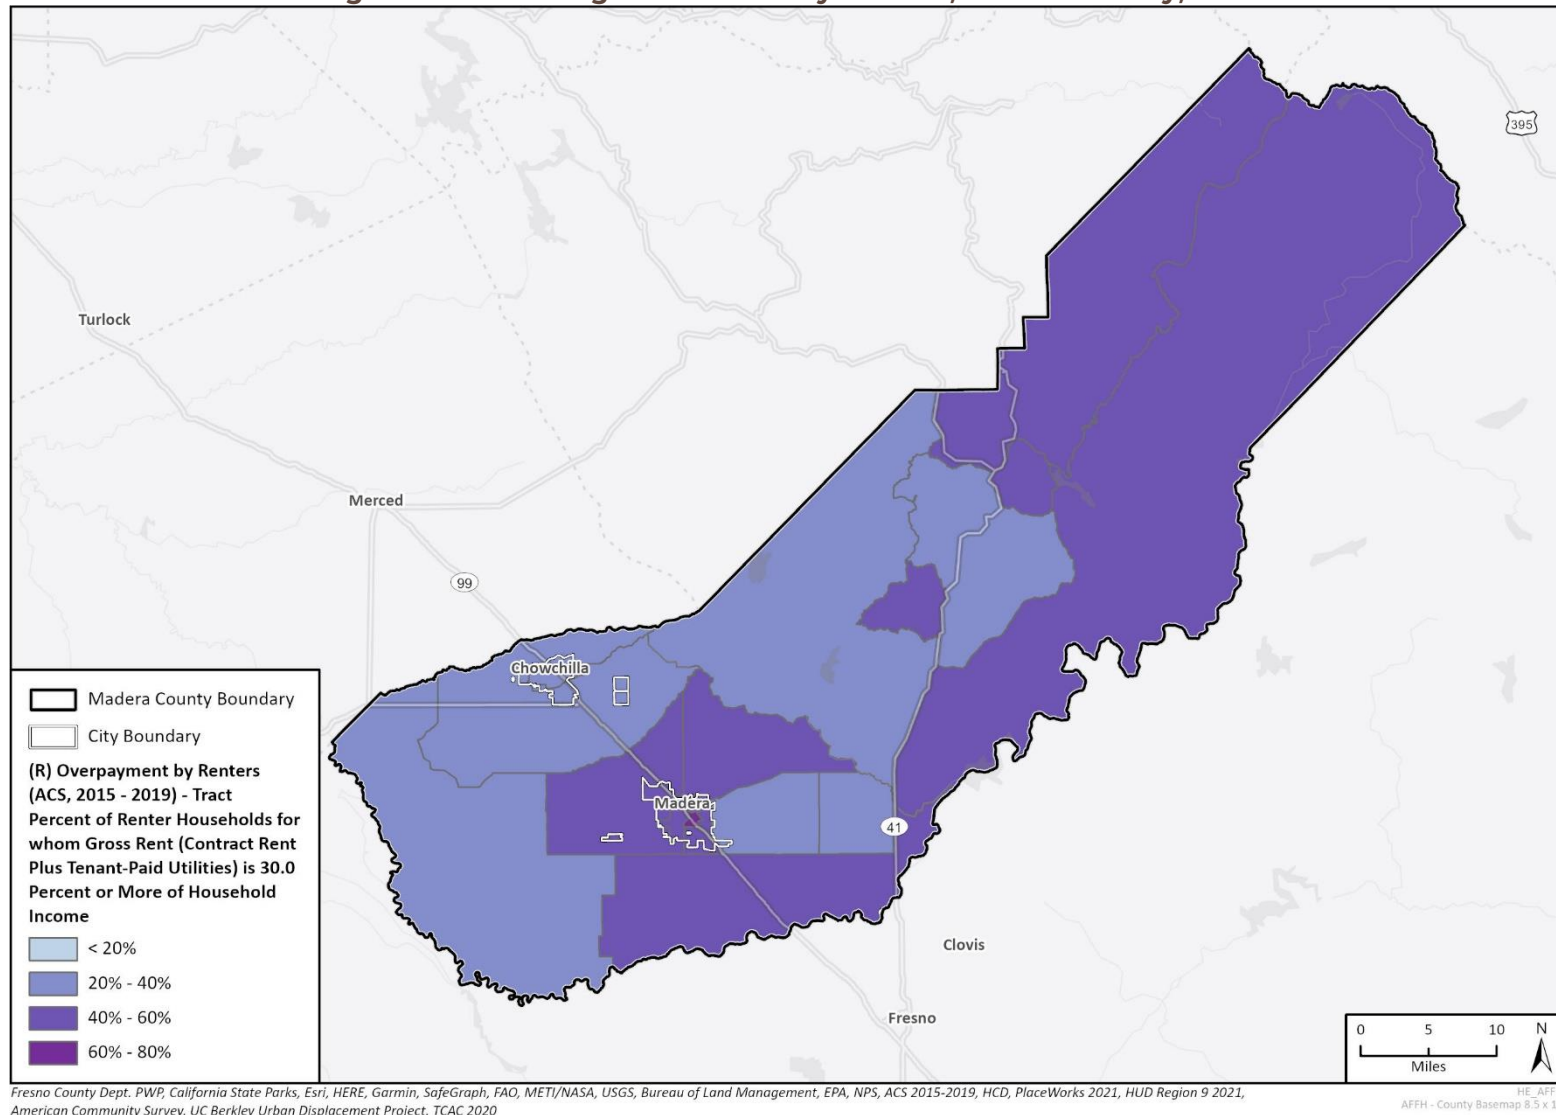 395
Turlock
Merced
99
Chowchilla
Madera
41
Clovis
Fresno
Madera County Boundary
City Boundary
(R) Overpayment by Renters
(ACS, 2015 - 2019) - Tract
Percent of Renter Households for
whom Gross Rent (Contract Rent
Plus Tenant-Paid Utilities) is 30.0
Percent or More of Household
Income
< 20%
20% - 40%
40% - 60%
60% - 80%
0 5 10 N
Miles
Fresno County Dept. PWP, California State Parks, Esri, HERE, Garmin, SafeGraph, FAO, METI/NASA, USGS, Bureau of Land Management, EPA, NPS, ACS 2015-2019, HCD, PlaceWorks 2021, HUD Region 9 2021,
American Community Survey, UC Berkley Urban Displacement Project, TCAC 2020
HE_AFF
AFFH - County Basemap 8.5 x 1